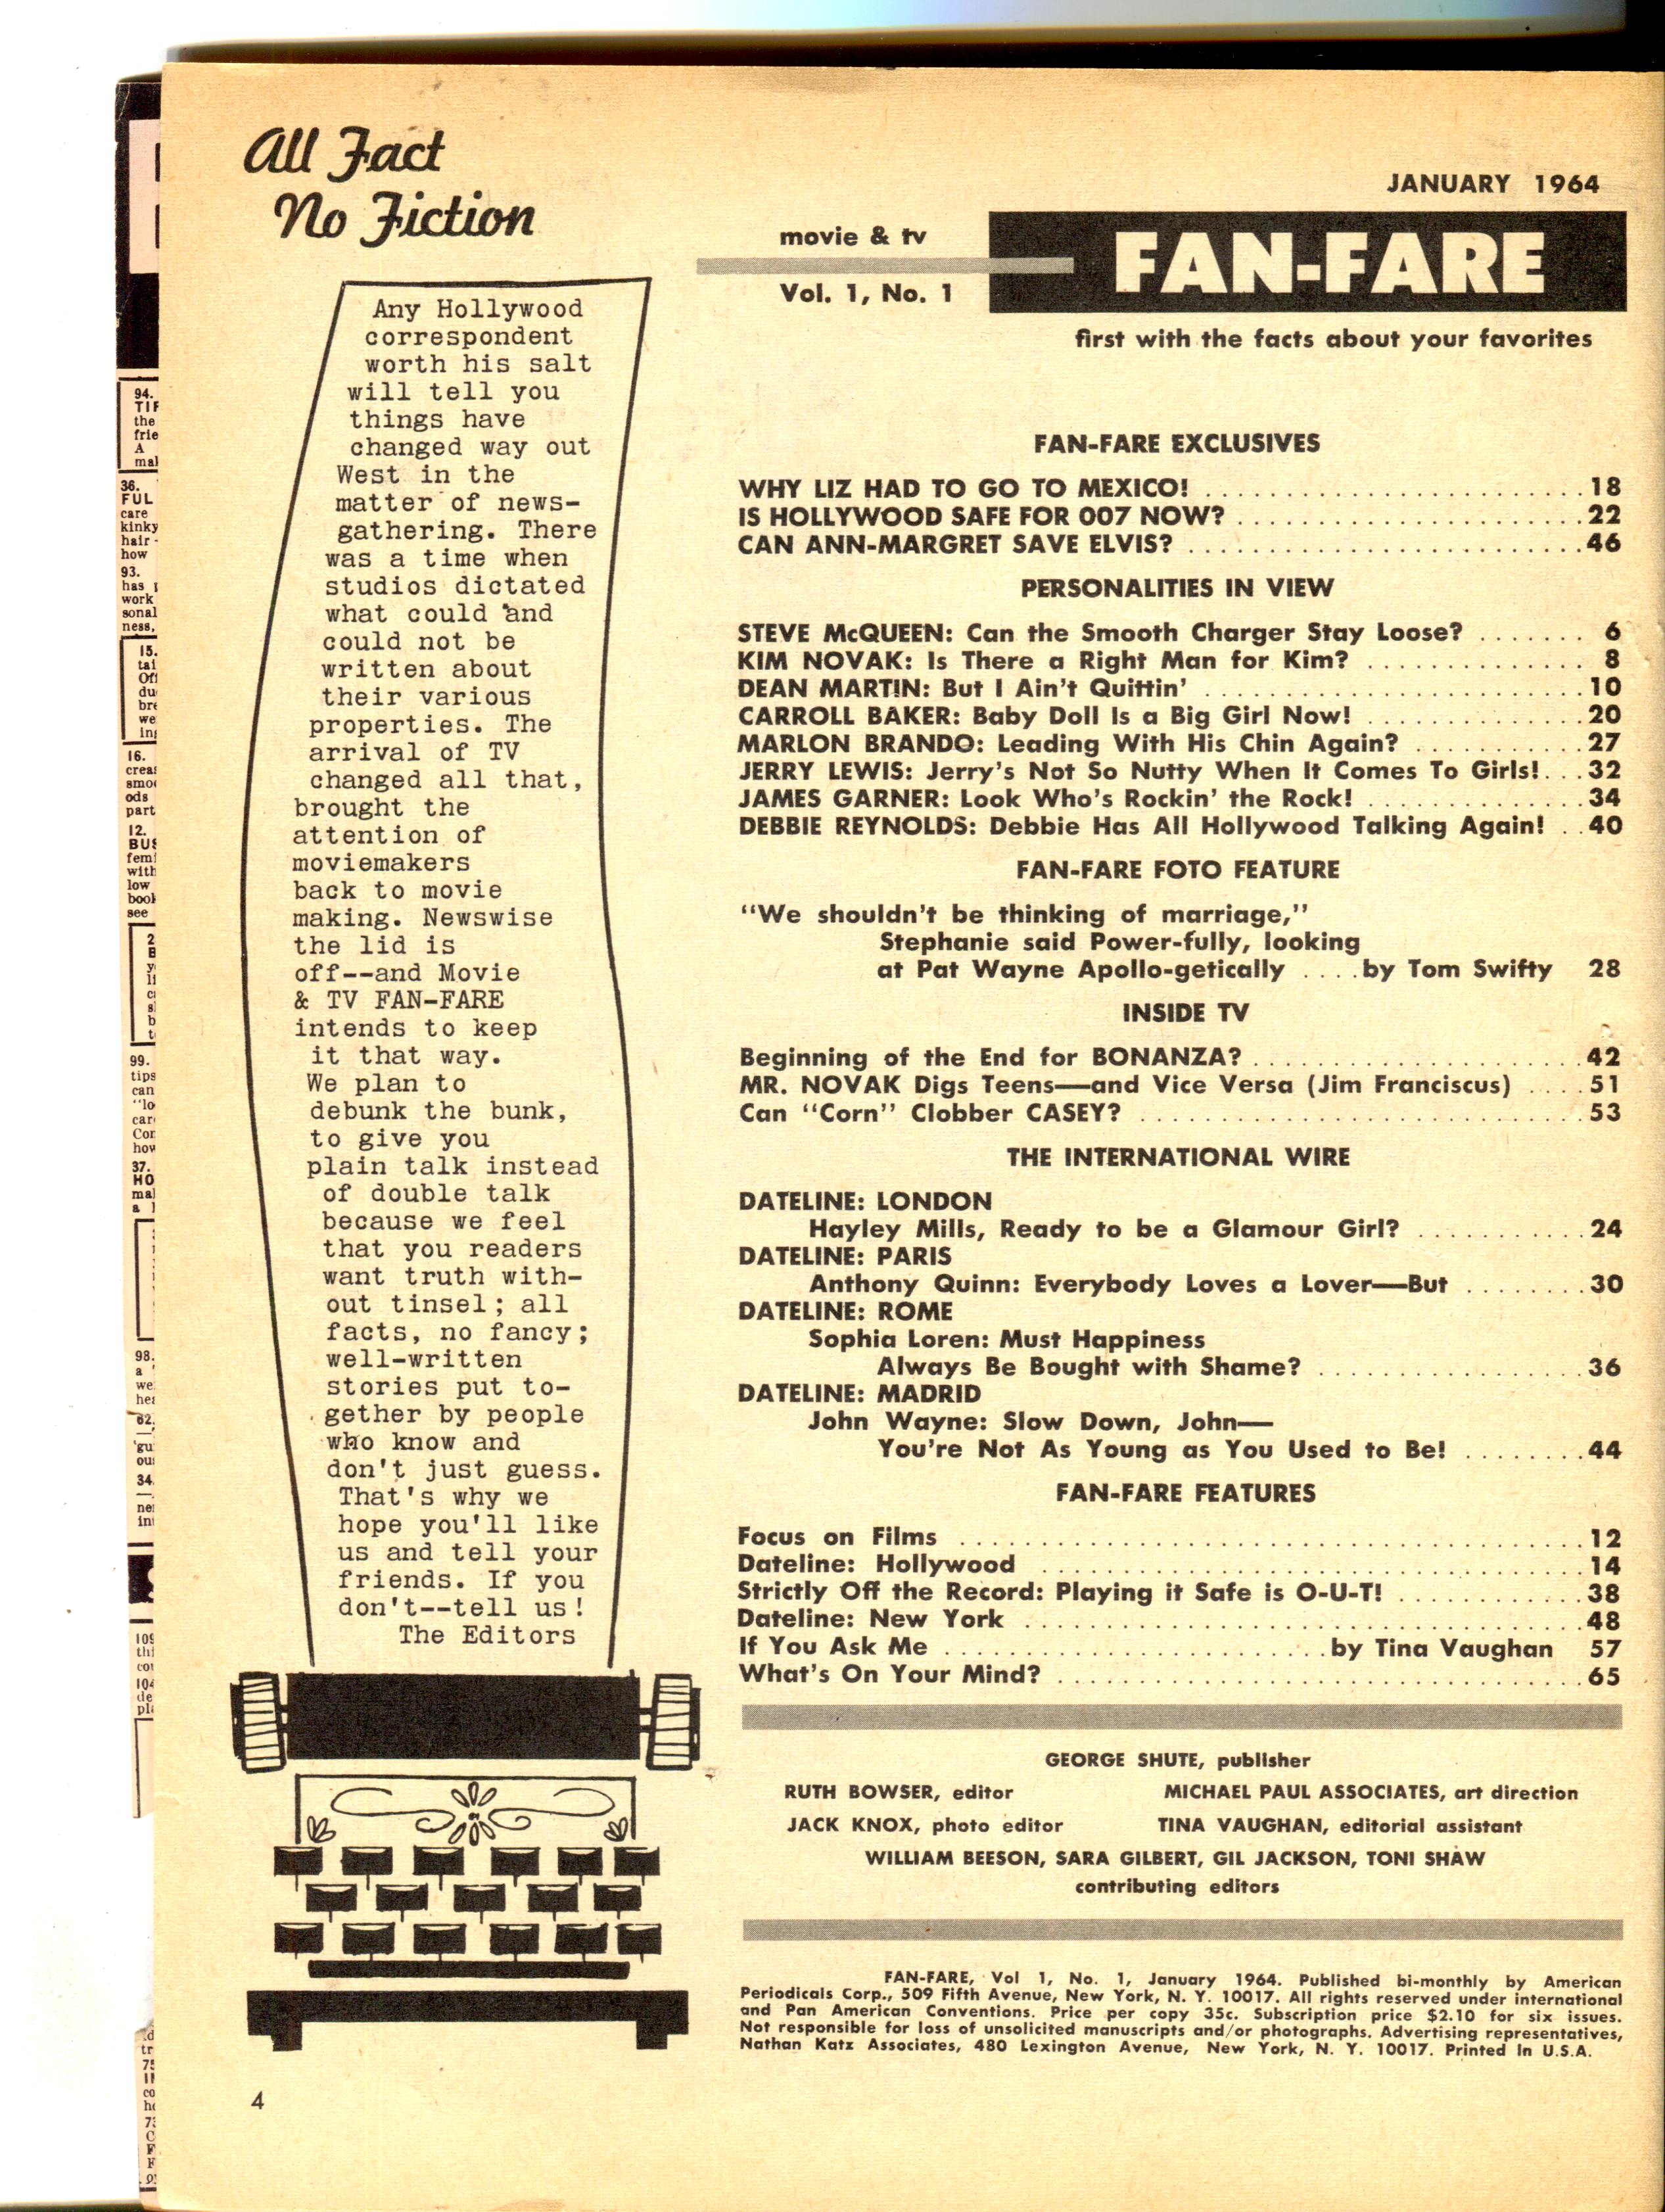 All Fact
No Fiction
Any Hollywood
correspondent
worth his salt
will tell you
things have
changed way out
West in the
matter of news-
gathering. There
was a time when
studios dictated
what could and
could not be
written about
their various
properties. The
arrival of TV
changed all that,
brought the
attention of
moviemakers
back to movie
making. Newswise
the lid is
off--and Movie
& TV FAN-FARE
intends to keep
it that way.
We plan to
debunk the bunk,
to give you
plain talk instead
of double talk
because we feel
that you readers
want truth with-
out tinsel; all
facts, no fancy;
well-written
stories put to-
gether by people
who know and
don't just guess.
That's why we
hope you'll like
us and tell your
friends. If you
don't--tell us!
The Editors
JANUARY 1964
movie & tv
FAN-FARE
Vol. 1, No. 1
first with the facts about your favorites
FAN-FARE EXCLUSIVES
WHY LIZ HAD TO GO TO MEXICO! . . . . . . . . . . 18
IS HOLLYWOOD SAFE FOR 007 NOW? . . . . . . . . . . 22
CAN ANN-MARGRET SAVE ELVIS? . . . . . . . . . . 46
PERSONALITIES IN VIEW
STEVE McQUEEN: Can the Smooth Charger Stay Loose? . . . . . . . 6
KIM NOVAK: Is There a Right Man for Kim? . . . . . . . . . . 8
DEAN MARTIN: But I Ain't Quittin' . . . . . . . . . . 10
CARROLL BAKER: Baby Doll Is a Big Girl Now! . . . . . . . . . . 20
MARLON BRANDO: Leading With His Chin Again? . . . . . . . . . . 27
JERRY LEWIS: Jerry's Not So Nutty When It Comes To Girls! . . . 32
JAMES GARNER: Look Who's Rockin' the Rock! . . . . . . . . . . 34
DEBBIE REYNOLDS: Debbie Has All Hollywood Talking Again! . . 40
FAN-FARE FOTO FEATURE
"We shouldn't be thinking of marriage,"
Stephanie said Power-fully, looking
at Pat Wayne Apollo-getically . . . . by Tom Swifty 28
INSIDE TV
Beginning of the End for BONANZA? . . . . . . . . . . 42
MR. NOVAK Digs Teens—and Vice Versa (Jim Franciscus) . . . . 51
Can "Corn" Clobber CASEY? . . . . . . . . . . 53
THE INTERNATIONAL WIRE
DATELINE: LONDON
Hayley Mills, Ready to be a Glamour Girl? . . . . . . . . . . 24
DATELINE: PARIS
Anthony Quinn: Everybody Loves a Lover—But . . . . . . . . 30
DATELINE: ROME
Sophia Loren: Must Happiness
Always Be Bought with Shame? . . . . . . . . . . 36
DATELINE: MADRID
John Wayne: Slow Down, John—
You're Not As Young as You Used to Be! . . . . . . . . 44
FAN-FARE FEATURES
Focus on Films . . . . . . . . . . 12
Dateline: Hollywood . . . . . . . . . . 14
Strictly Off the Record: Playing it Safe is O-U-T! . . . . . . . . . . 38
Dateline: New York . . . . . . . . . . 48
If You Ask Me . . . . . . . . . . by Tina Vaughan 57
What's On Your Mind? . . . . . . . . . . 65
GEORGE SHUTE, publisher
RUTH BOWSER, editor MICHAEL PAUL ASSOCIATES, art direction
JACK KNOX, photo editor TINA VAUGHAN, editorial assistant
WILLIAM BEESON, SARA GILBERT, GIL JACKSON, TONI SHAW
contributing editors
FAN-FARE, Vol 1, No. 1, January 1964. Published bi-monthly by American
Periodicals Corp., 509 Fifth Avenue, New York, N. Y. 10017. All rights reserved under international
and Pan American Conventions. Price per copy 35c. Subscription price $2.10 for six issues.
Not responsible for loss of unsolicited manuscripts and/or photographs. Advertising representatives,
Nathan Katz Associates, 480 Lexington Avenue, New York, N. Y. 10017. Printed In U.S.A.
4